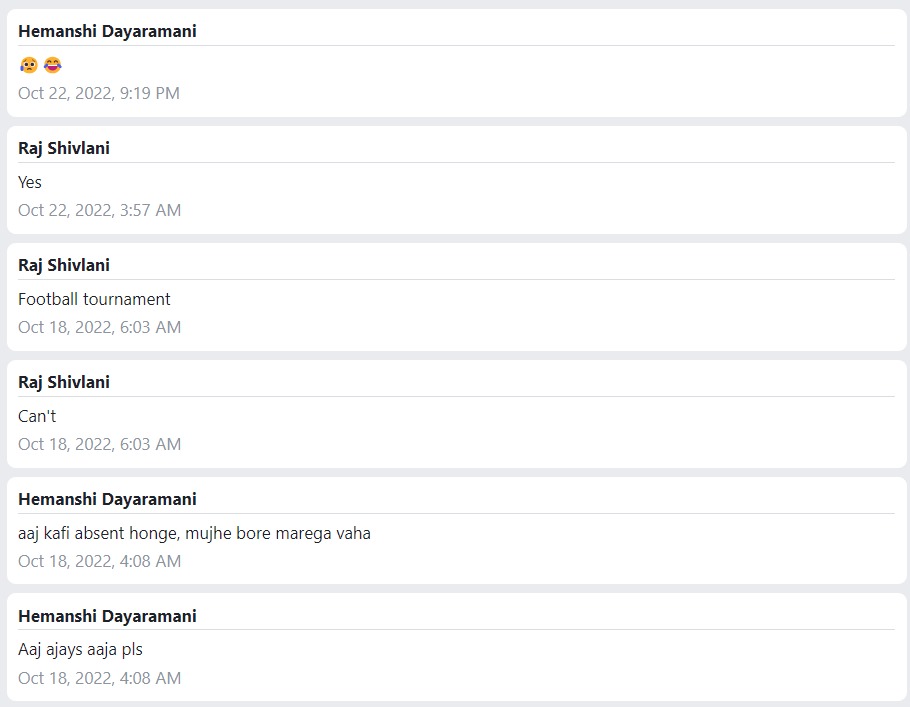 Hemanshi Dayaramani
😥😂
Oct 22, 2022, 9:19 PM
Raj Shivlani
Yes
Oct 22, 2022, 3:57 AM
Raj Shivlani
Football tournament
Oct 18, 2022, 6:03 AM
Raj Shivlani
Can't
Oct 18, 2022, 6:03 AM
Hemanshi Dayaramani
aaj kafi absent honge, mujhe bore marega vaha
Oct 18, 2022, 4:08 AM
Hemanshi Dayaramani
Aaj ajays aaja pls
Oct 18, 2022, 4:08 AM